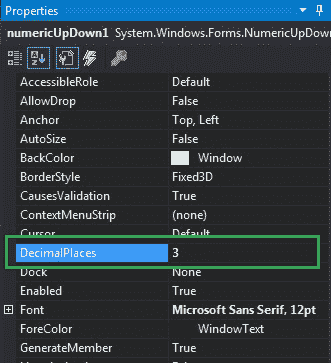 Properties
numericUpDown1 System.Windows.Forms.NumericUpDow
AccessibleRole Default
AllowDrop False
Anchor Top, Left
AutoSize False
BackColor Window
BorderStyle Fixed3D
CausesValidation True
ContextMenuStrip (none)
Cursor Default
DecimalPlaces 3
Dock None
Enabled True
Font Microsoft Sans Serif, 12pt
ForeColor WindowText
GenerateMember True